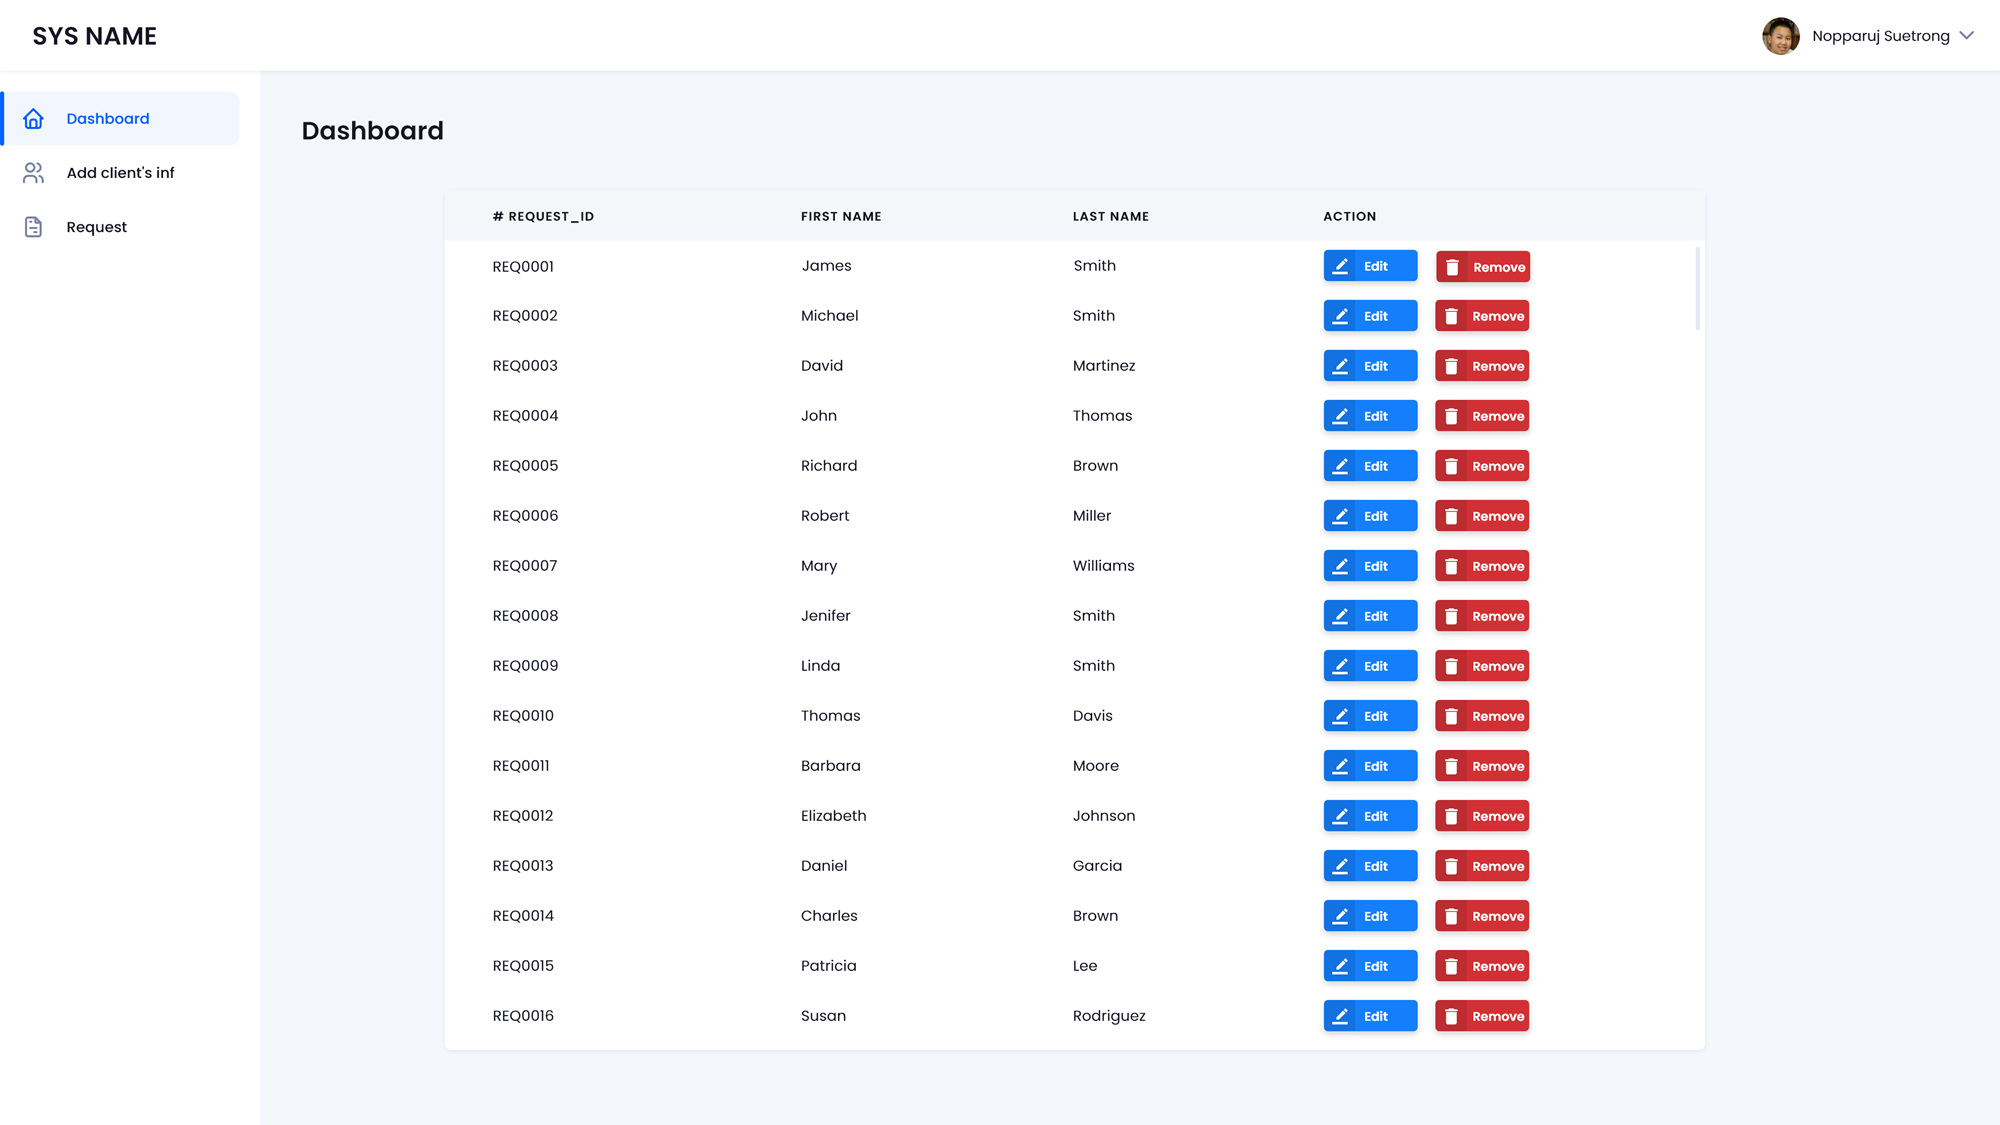 SYS NAME
Nopparuj Suetrong
Dashboard
Add client's inf
Request
Dashboard
# REQUEST_ID FIRST NAME LAST NAME ACTION
REQ0001 James Smith Edit Remove
REQ0002 Michael Smith Edit Remove
REQ0003 David Martinez Edit Remove
REQ0004 John Thomas Edit Remove
REQ0005 Richard Brown Edit Remove
REQ0006 Robert Miller Edit Remove
REQ0007 Mary Williams Edit Remove
REQ0008 Jenifer Smith Edit Remove
REQ0009 Linda Smith Edit Remove
REQ0010 Thomas Davis Edit Remove
REQ0011 Barbara Moore Edit Remove
REQ0012 Elizabeth Johnson Edit Remove
REQ0013 Daniel Garcia Edit Remove
REQ0014 Charles Brown Edit Remove
REQ0015 Patricia Lee Edit Remove
REQ0016 Susan Rodriguez Edit Remove